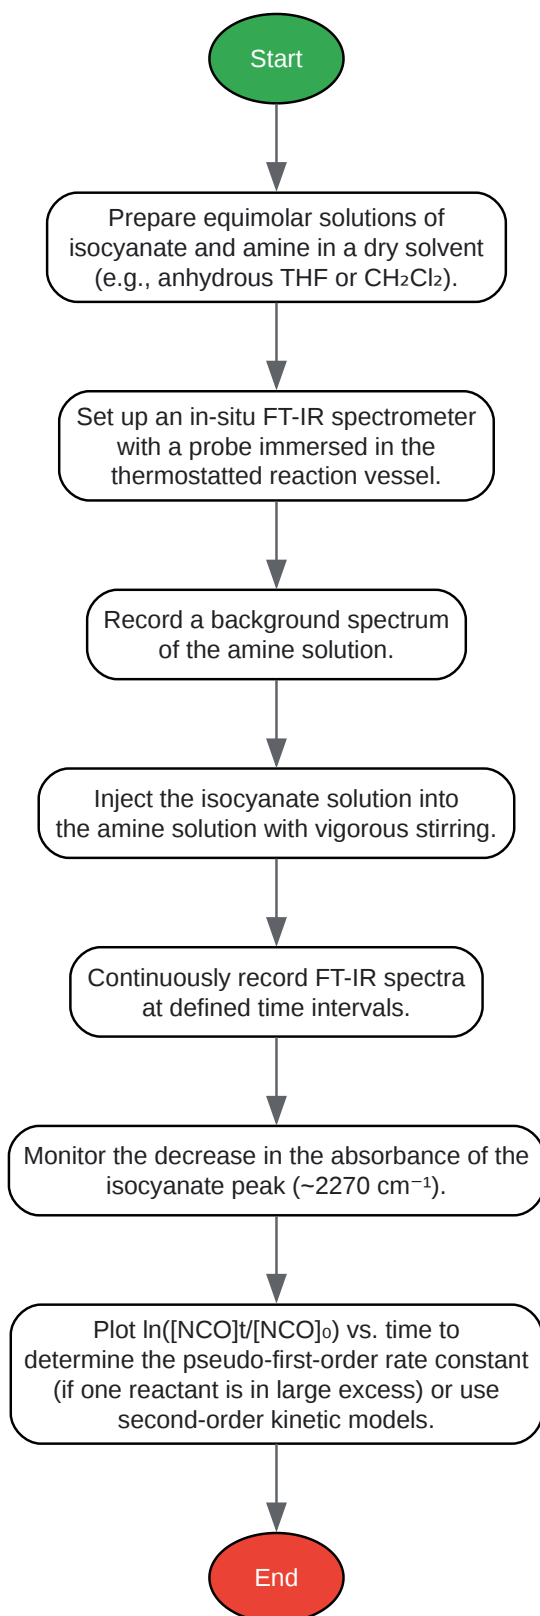 Start
Prepare equimolar solutions of
isocyanate and amine in a dry solvent
(e.g., anhydrous THF or CH₂Cl₂).
Set up an in-situ FT-IR spectrometer
with a probe immersed in the
thermostatted reaction vessel.
Record a background spectrum
of the amine solution.
Inject the isocyanate solution into
the amine solution with vigorous stirring.
Continuously record FT-IR spectra
at defined time intervals.
Monitor the decrease in the absorbance of the
isocyanate peak (~2270 cm⁻¹).
Plot ln([NCO]t/[NCO]₀) vs. time to
determine the pseudo-first-order rate constant
(if one reactant is in large excess) or use
second-order kinetic models.
End